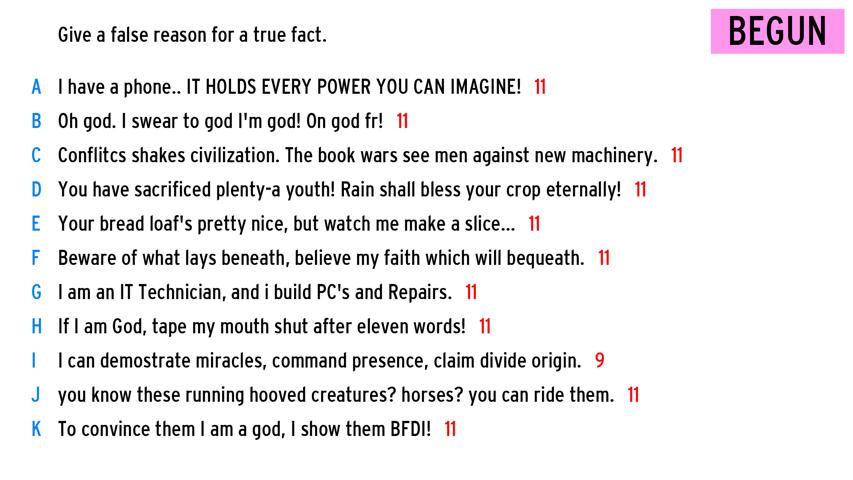 Give a false reason for a true fact.
BEGUN
A I have a phone.. IT HOLDS EVERY POWER YOU CAN IMAGINE! 11
B Oh god. I swear to god I'm god! On god fr! 11
C Conflitcs shakes civilization. The book wars see men against new machinery. 11
D You have sacrificed plenty-a youth! Rain shall bless your crop eternally! 11
E Your bread loaf's pretty nice, but watch me make a slice... 11
F Beware of what lays beneath, believe my faith which will bequeath. 11
G I am an IT Technician, and i build PC's and Repairs. 11
H If I am God, tape my mouth shut after eleven words! 11
I I can demostrate miracles, command presence, claim divide origin. 9
J you know these running hooved creatures? horses? you can ride them. 11
K To convince them I am a god, I show them BFDI! 11